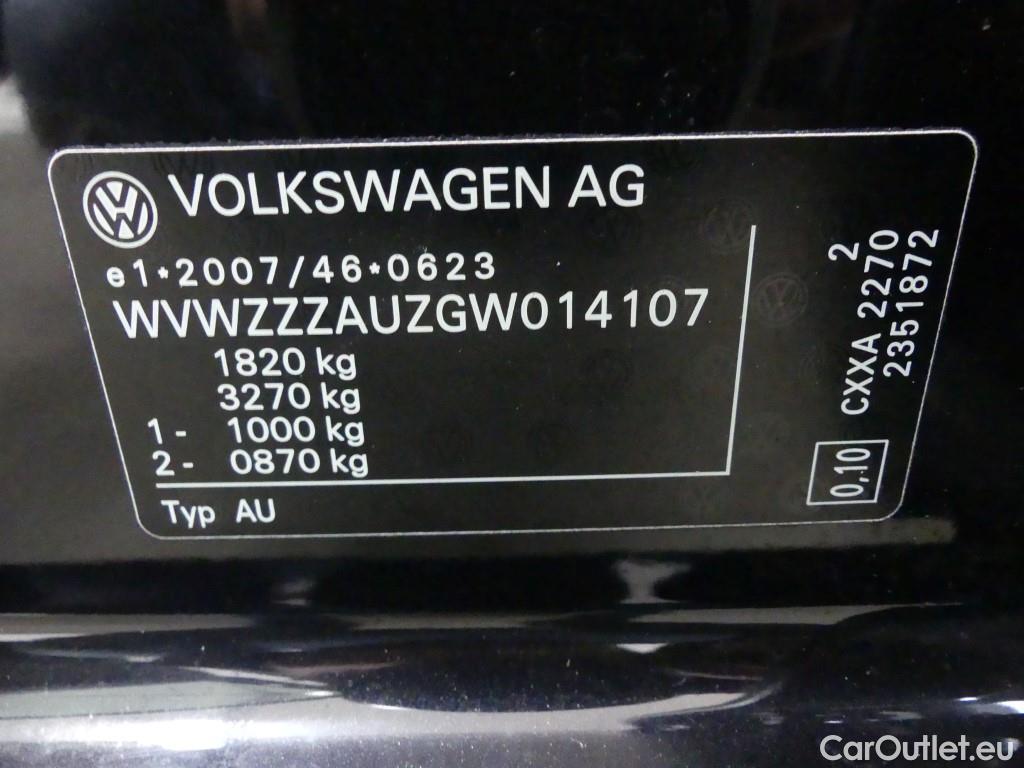 VOLKSWAGEN AG
e1*2007/46*0623
WVWZZZAUZGW014107
1820 kg
3270 kg
1- 1000 kg
2- 0870 kg
Typ AU
2
CXXA 2270
2351872
0,10
CarOutlet.eu